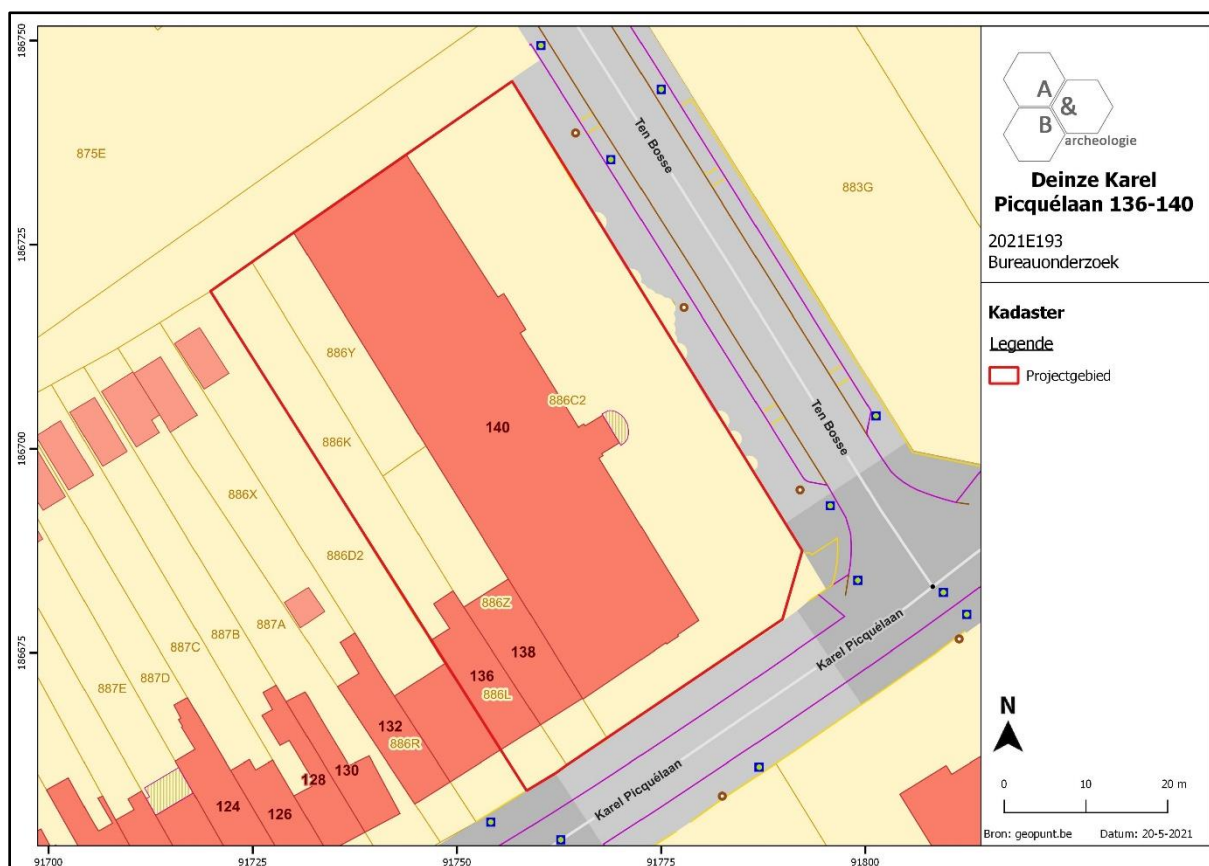 186750
186725
186700
186675
91700
91725
91750
91775
91800
875E
883G
Ten Bosse
Ten Bosse
886Y
886K
886C2
140
886X
886D2
887A
887B
887C
887D
887E
886Z
138
136
886L
132
886R
130
128
126
124
Karel Picquélaan
Karel Picquélaan
A
&
B
archeologie
Deinze Karel
Picquélaan 136-140
2021E193
Bureauonderzoek
Kadaster
Legende
Projectgebied
N
0 10 20 m
Bron: geopunt.be Datum: 20-5-2021